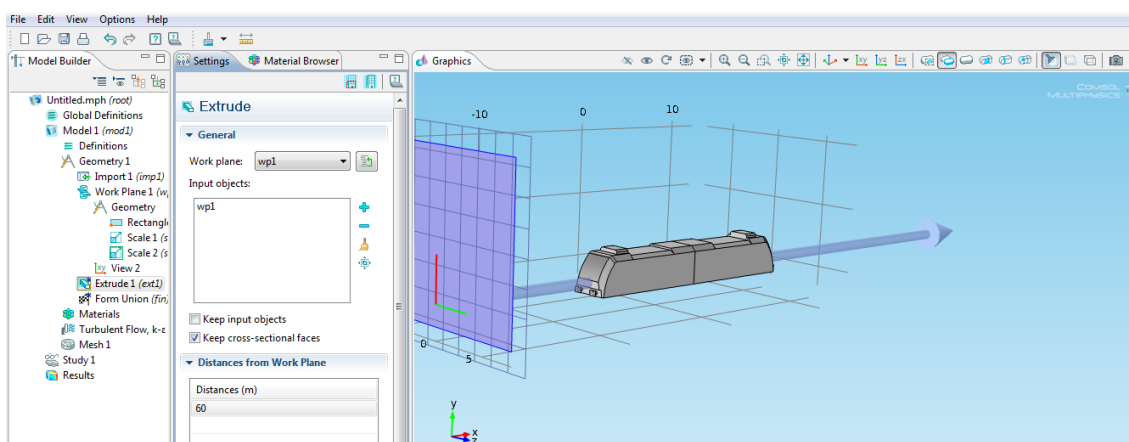 File Edit View Options Help
Model Builder
Untitled.mph (root)
Global Definitions
Model 1 (mod1)
Definitions
Geometry 1
Import 1 (imp1)
Work Plane 1 (w
Geometry
Rectangl
Scale 1 (s
Scale 2 (s
View 2
Extrude 1 (ext1)
Form Union (fin
Materials
Turbulent Flow, k-ε
Mesh 1
Study 1
Results
Settings
Material Browser
Extrude
General
Work plane: wp1
Input objects:
wp1
Keep input objects
Keep cross-sectional faces
Distances from Work Plane
Distances (m)
60
Graphics
xy yz zx
COMSOL
MULTIPHYSICS
-10 0 10
0
5
y
x
z